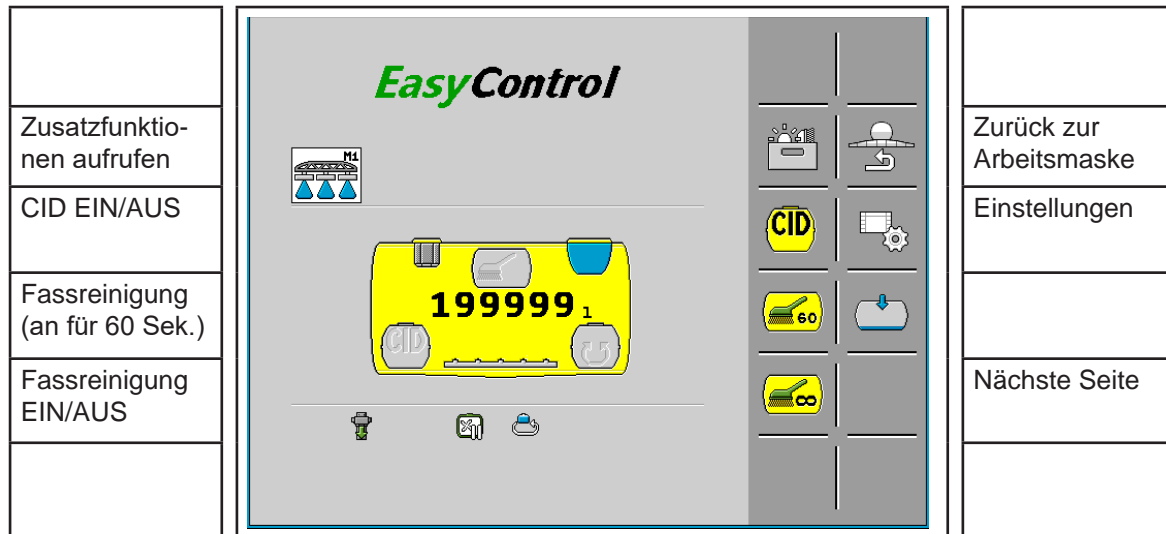 Zusatzfunktio-
nen aufrufen
CID EIN/AUS
Fassreinigung
(an für 60 Sek.)
Fassreinigung
EIN/AUS
EasyControl
M1
199999 l
CID
CID
60
∞
Zurück zur
Arbeitsmaske
Einstellungen
Nächste Seite